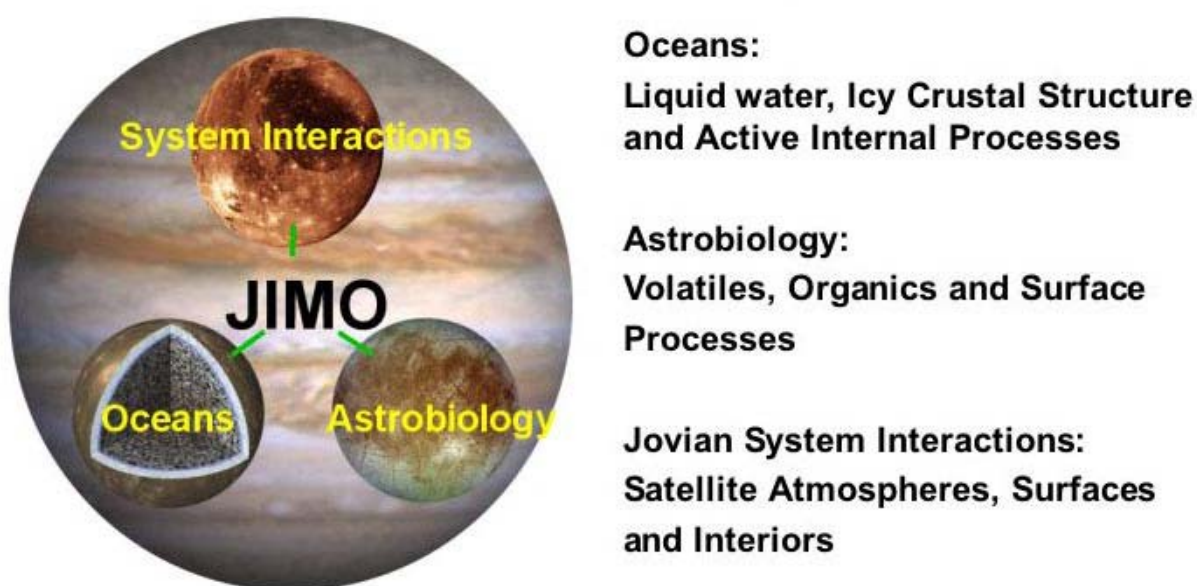 System Interactions
JIMO
Oceans
Astrobiology
Oceans:
Liquid water, Icy Crustal Structure
and Active Internal Processes
Astrobiology:
Volatiles, Organics and Surface
Processes
Jovian System Interactions:
Satellite Atmospheres, Surfaces
and Interiors